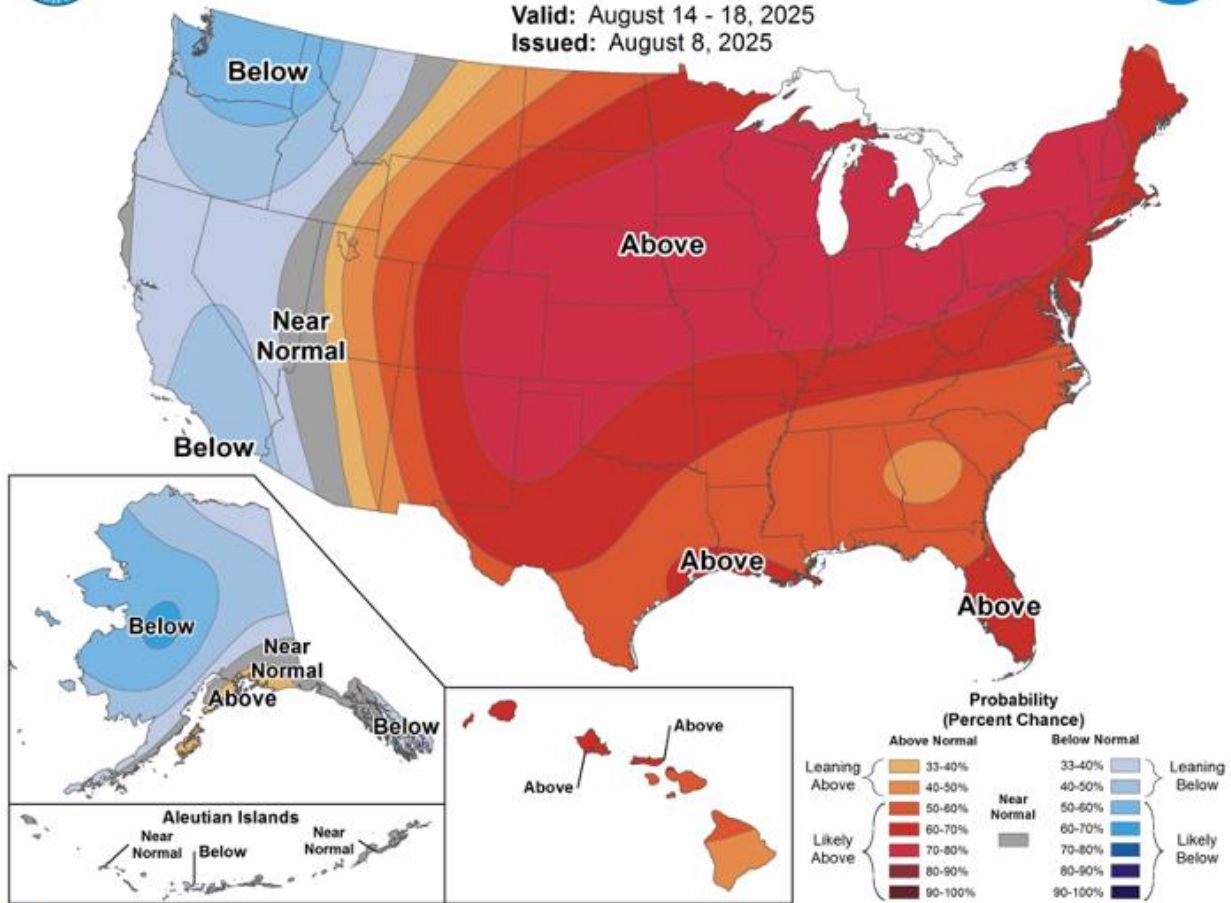 Valid: August 14 - 18, 2025
Issued: August 8, 2025
Below
Above
Near
Normal
Below
Above
Above
Below
Near
Normal
Above
Below
Aleutian Islands
Near
Normal
Below
Near
Normal
Above
Above
Probability
(Percent Chance)
Above Normal
Below Normal
Leaning
Above
33-40%
40-50%
Likely
Above
50-60%
60-70%
70-80%
80-90%
90-100%
Near
Normal
33-40%
40-50%
Leaning
Below
50-60%
60-70%
70-80%
80-90%
90-100%
Likely
Below